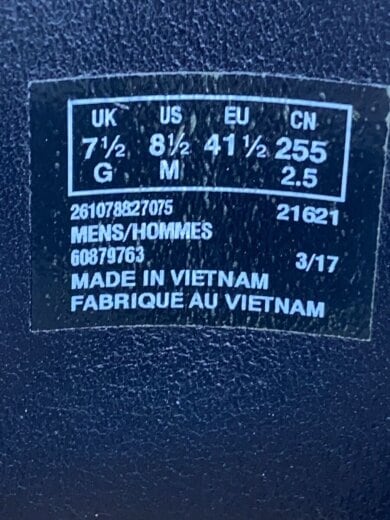 UK US EU CN
7½ 8½ 41½ 255
G M 2.5
261078827075 21621
MENS/HOMMES
60879763 3/17
MADE IN VIETNAM
FABRIQUÉ AU VIETNAM